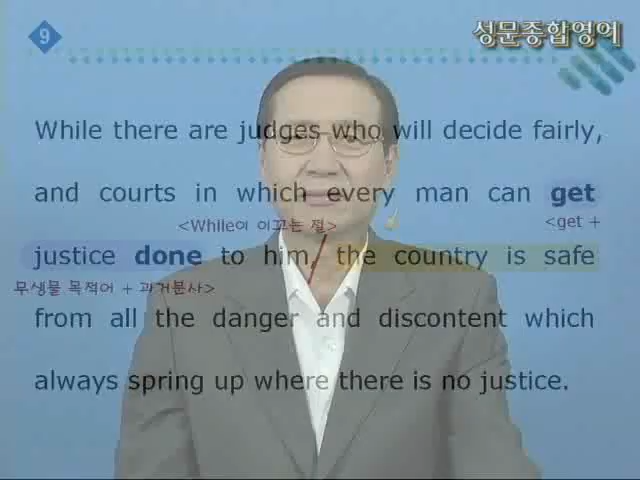 9
성문종합영어
While there are judges who will decide fairly,
and courts in which every man can get
<While이 이끄는 절> <get +
justice done to him, the country is safe
무생물 목적어 + 과거분사>
from all the danger and discontent which
always spring up where there is no justice.